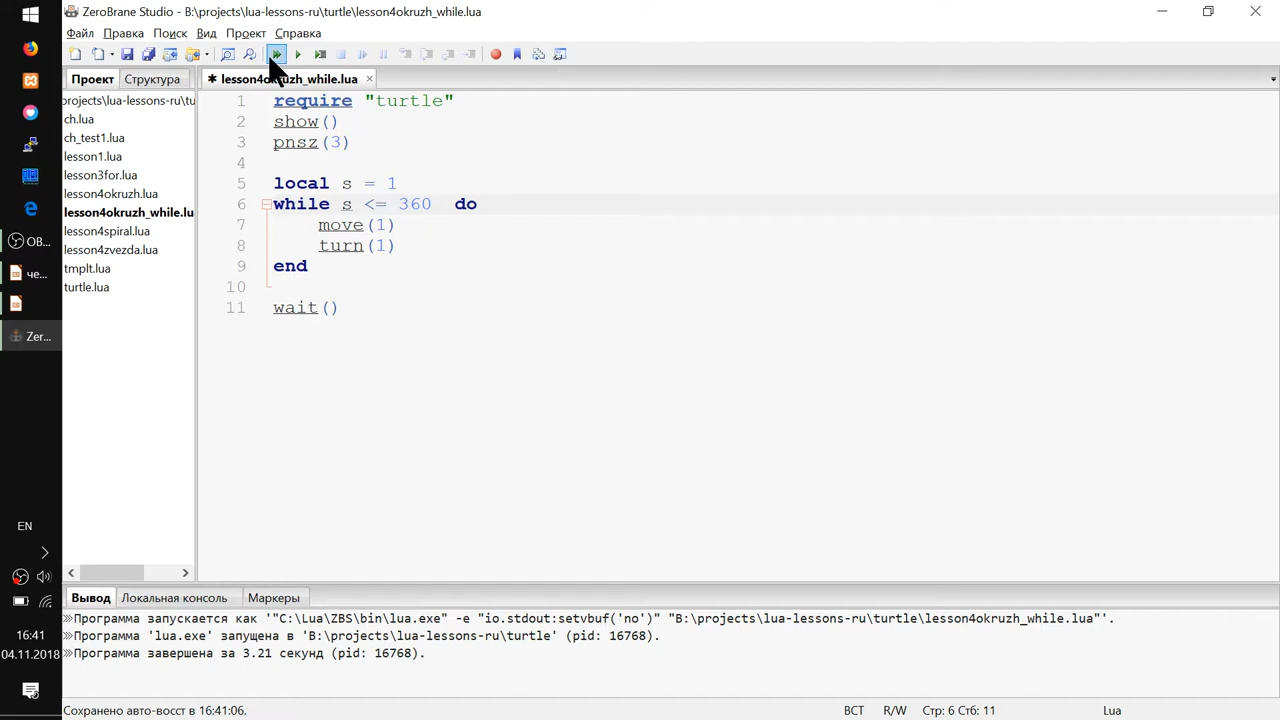 ZeroBrane Studio - B:\projects\lua-lessons-ru\turtle\lesson4okruzh_while.lua
Файл Правка Поиск Вид Проект Справка
Проект Структура
✱ lesson4okruzh_while.lua
projects\lua-lessons-ru\tu
ch.lua
ch_test1.lua
lesson1.lua
lesson3for.lua
lesson4okruzh.lua
lesson4okruzh_while.lu
lesson4spiral.lua
lesson4zvezda.lua
tmplt.lua
turtle.lua
1 require "turtle"
2 show()
3 pnsz(3)
4
5 local s = 1
6 while s <= 360  do
7 move(1)
8 turn(1)
9 end
10
11 wait()
OB...
че...
Zer...
EN
16:41
04.11.2018
Вывод Локальная консоль Маркеры
Программа запускается как '"C:\Lua\ZBS\bin\lua.exe" -e "io.stdout:setvbuf('no')" "B:\projects\lua-lessons-ru\turtle\lesson4okruzh_while.lua"'.
Программа 'lua.exe' запущена в 'B:\projects\lua-lessons-ru\turtle' (pid: 16768).
Программа завершена за 3.21 секунд (pid: 16768).
Сохранено авто-восст в 16:41:06.
ВСТ R/W Стр: 6 Стб: 11 Lua